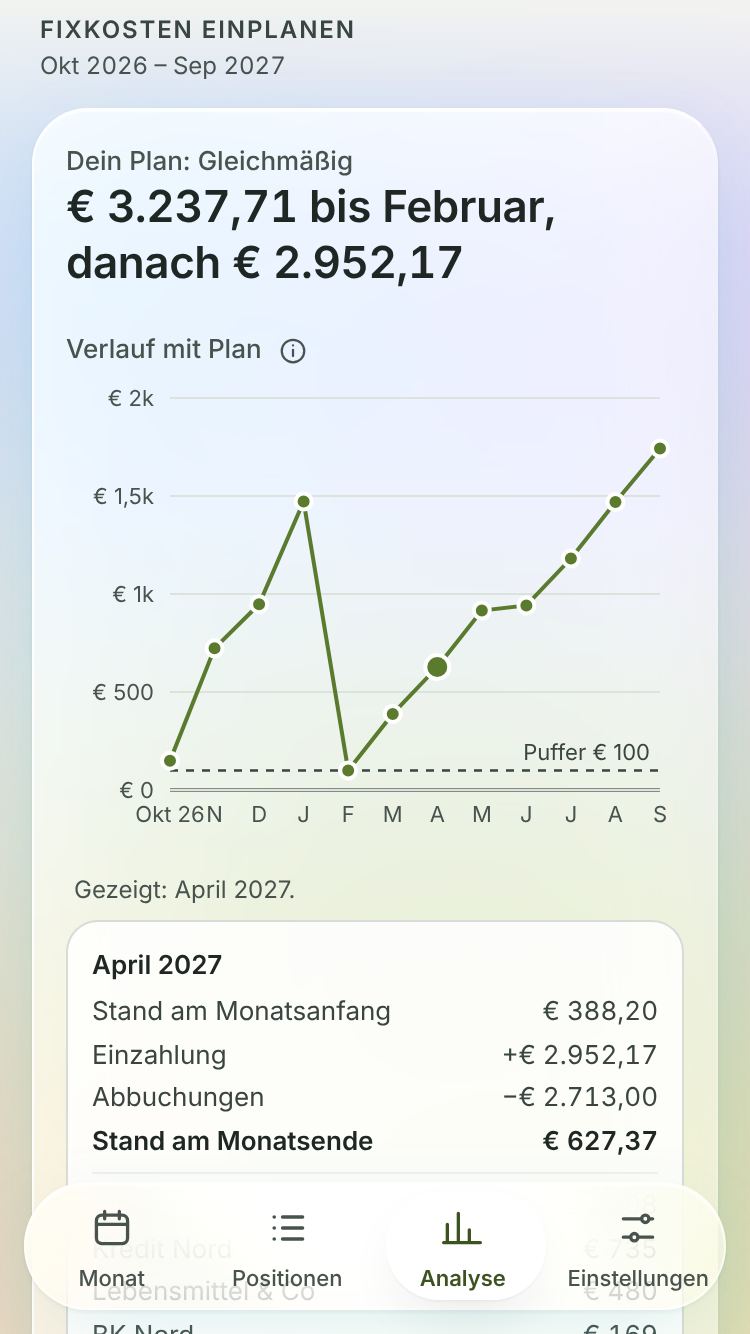 FIXKOSTEN EINPLANEN
Okt 2026 – Sep 2027
Dein Plan: Gleichmäßig
€ 3.237,71 bis Februar,
danach € 2.952,17
Verlauf mit Plan
€ 2k
€ 1,5k
€ 1k
€ 500
Puffer € 100
€ 0
Okt 26 N D J F M A M J J A S
Gezeigt: April 2027.
April 2027
Stand am Monatsanfang € 388,20
Einzahlung +€ 2.952,17
Abbuchungen −€ 2.713,00
Stand am Monatsende € 627,37
Kredit Nord € 735
Monat Positionen Analyse Einstellungen
Lebensmittel & Co € 480
BK Nord € 169